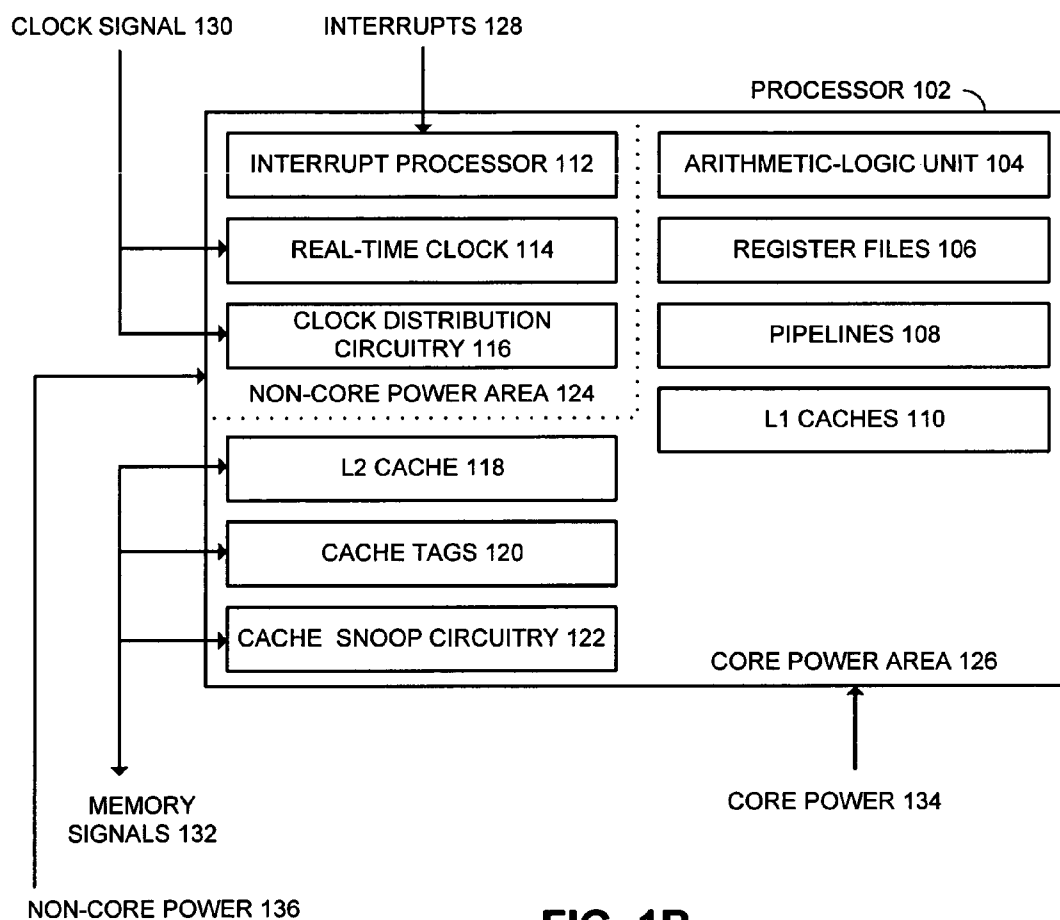 CLOCK SIGNAL 130
INTERRUPTS 128
PROCESSOR 102
INTERRUPT PROCESSOR 112
ARITHMETIC-LOGIC UNIT 104
REAL-TIME CLOCK 114
REGISTER FILES 106
CLOCK DISTRIBUTION
CIRCUITRY 116
PIPELINES 108
NON-CORE POWER AREA 124
L1 CACHES 110
L2 CACHE 118
CACHE TAGS 120
CACHE SNOOP CIRCUITRY 122
CORE POWER AREA 126
MEMORY
SIGNALS 132
CORE POWER 134
NON-CORE POWER 136
FIG. 1B